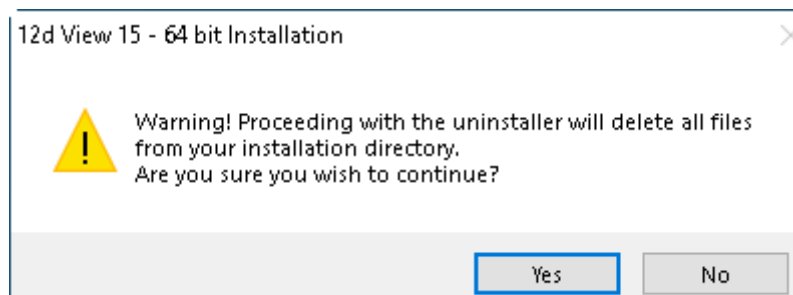 12d View 15 - 64 bit Installation
Warning! Proceeding with the uninstaller will delete all files
from your installation directory.
Are you sure you wish to continue?
Yes
No